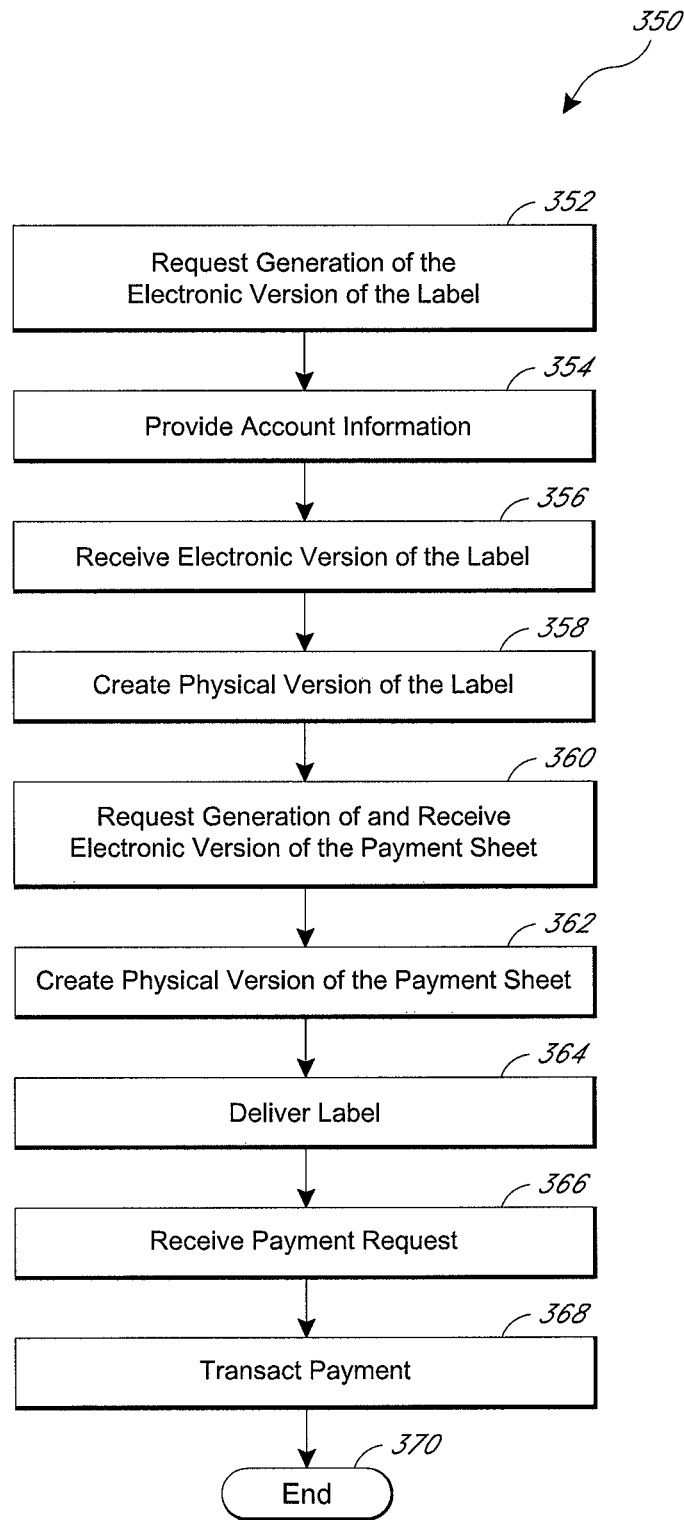 350
352
Request Generation of the
Electronic Version of the Label
354
Provide Account Information
356
Receive Electronic Version of the Label
358
Create Physical Version of the Label
360
Request Generation of and Receive
Electronic Version of the Payment Sheet
362
Create Physical Version of the Payment Sheet
364
Deliver Label
366
Receive Payment Request
368
Transact Payment
370
End